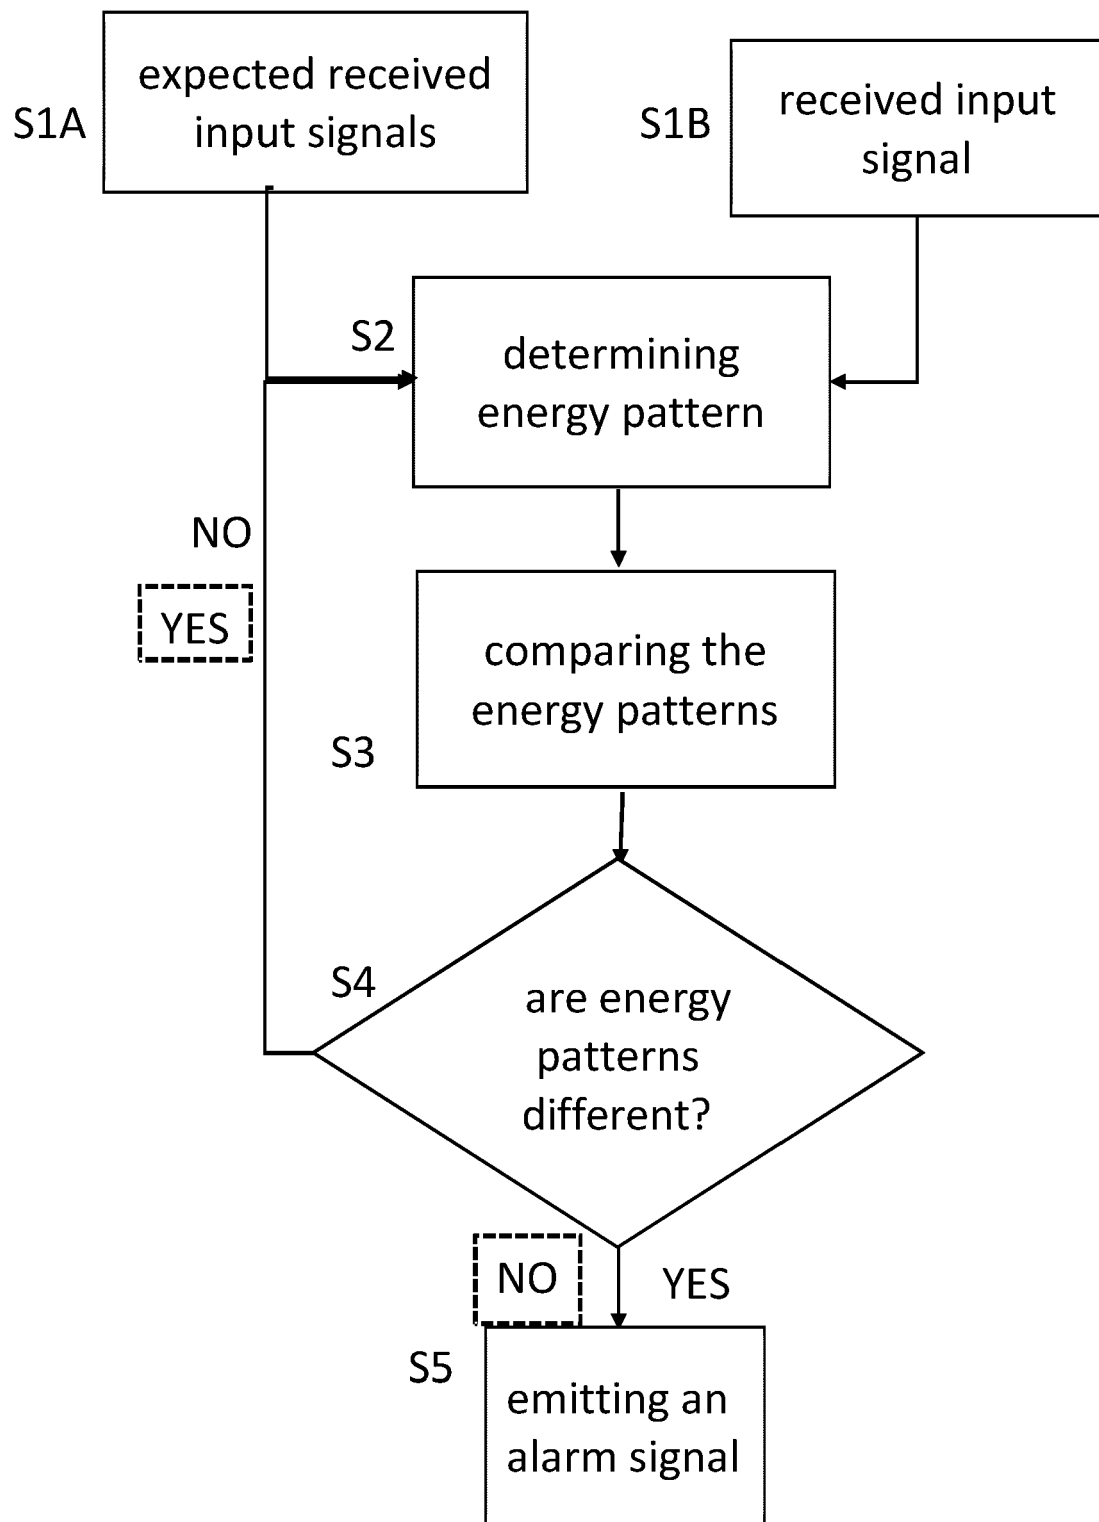 expected received
input signals
S1A
received input
signal
S1B
S2
determining
energy pattern
NO
YES
comparing the
energy patterns
S3
S4
are energy
patterns
different?
NO
YES
S5
emitting an
alarm signal